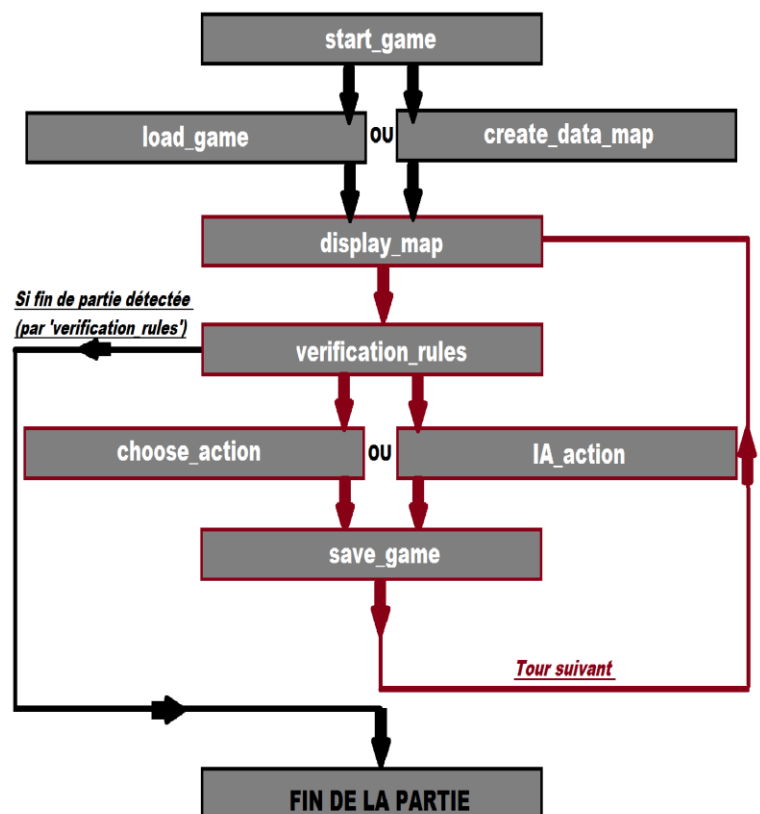 start_game
load_game
OU
create_data_map
display_map
Si fin de partie détectée
(par 'verification_rules')
verification_rules
choose_action
OU
IA_action
save_game
Tour suivant
FIN DE LA PARTIE